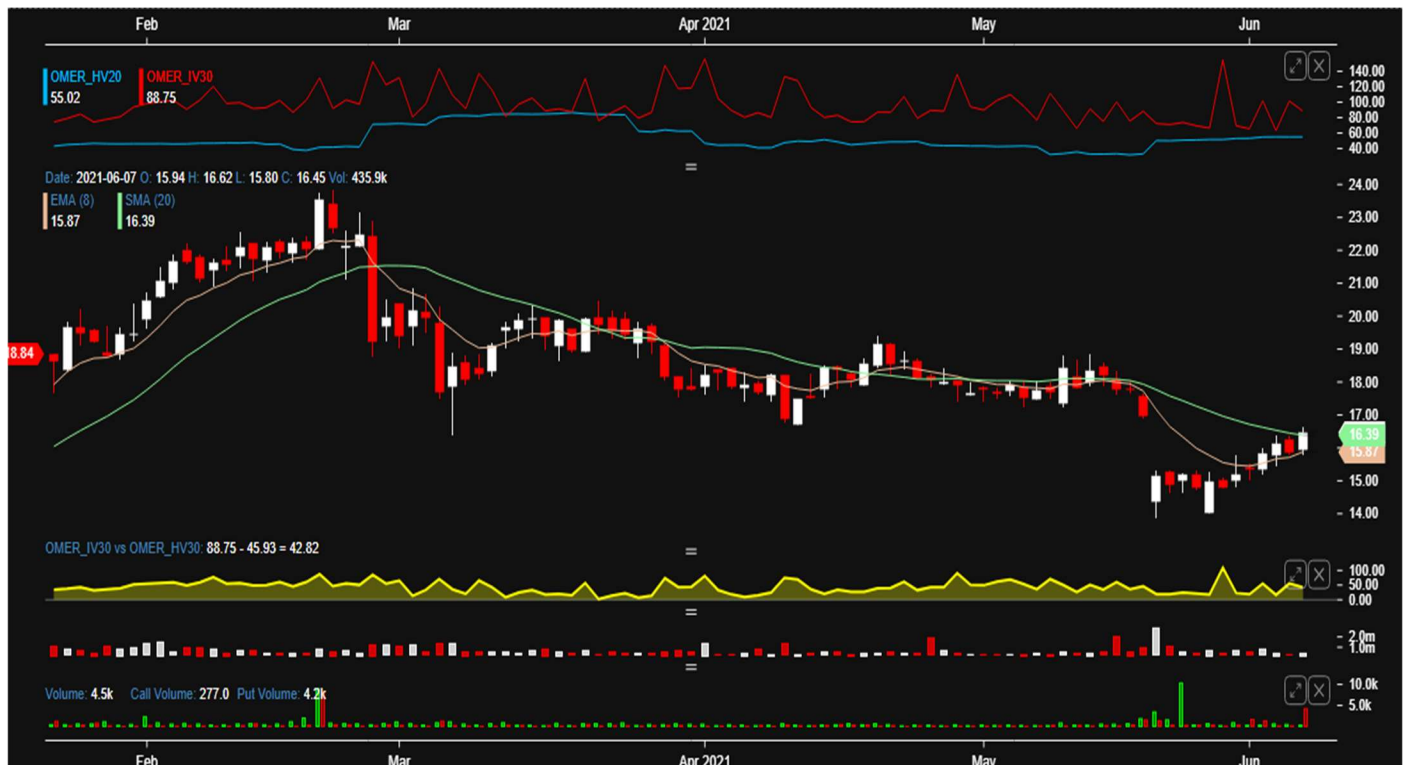 Feb Mar Apr 2021 May Jun
OMER_HV20 OMER_IV30
55.02 88.75
140.00
120.00
100.00
80.00
60.00
40.00
Date: 2021-06-07 O: 15.94 H: 16.62 L: 15.80 C: 16.45 Vol: 435.9k
EMA (8) SMA (20)
15.87 16.39
24.00
23.00
22.00
21.00
20.00
19.00
18.84
18.00
17.00
16.39
15.87
15.00
14.00
OMER_IV30 vs OMER_HV30: 88.75 - 45.93 = 42.82
100.00
50.00
0.00
2.0m
1.0m
Volume: 4.5k Call Volume: 277.0 Put Volume: 4.2k
10.0k
5.0k
Feb Mar Apr 2021 May Jun